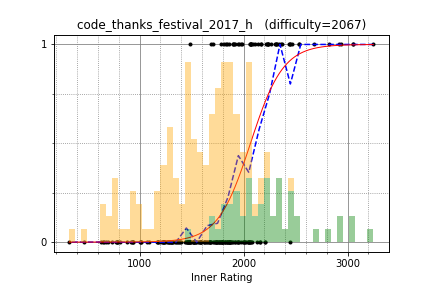 code_thanks_festival_2017_h   (difficulty=2067)
1
0
1000 2000 3000
Inner Rating